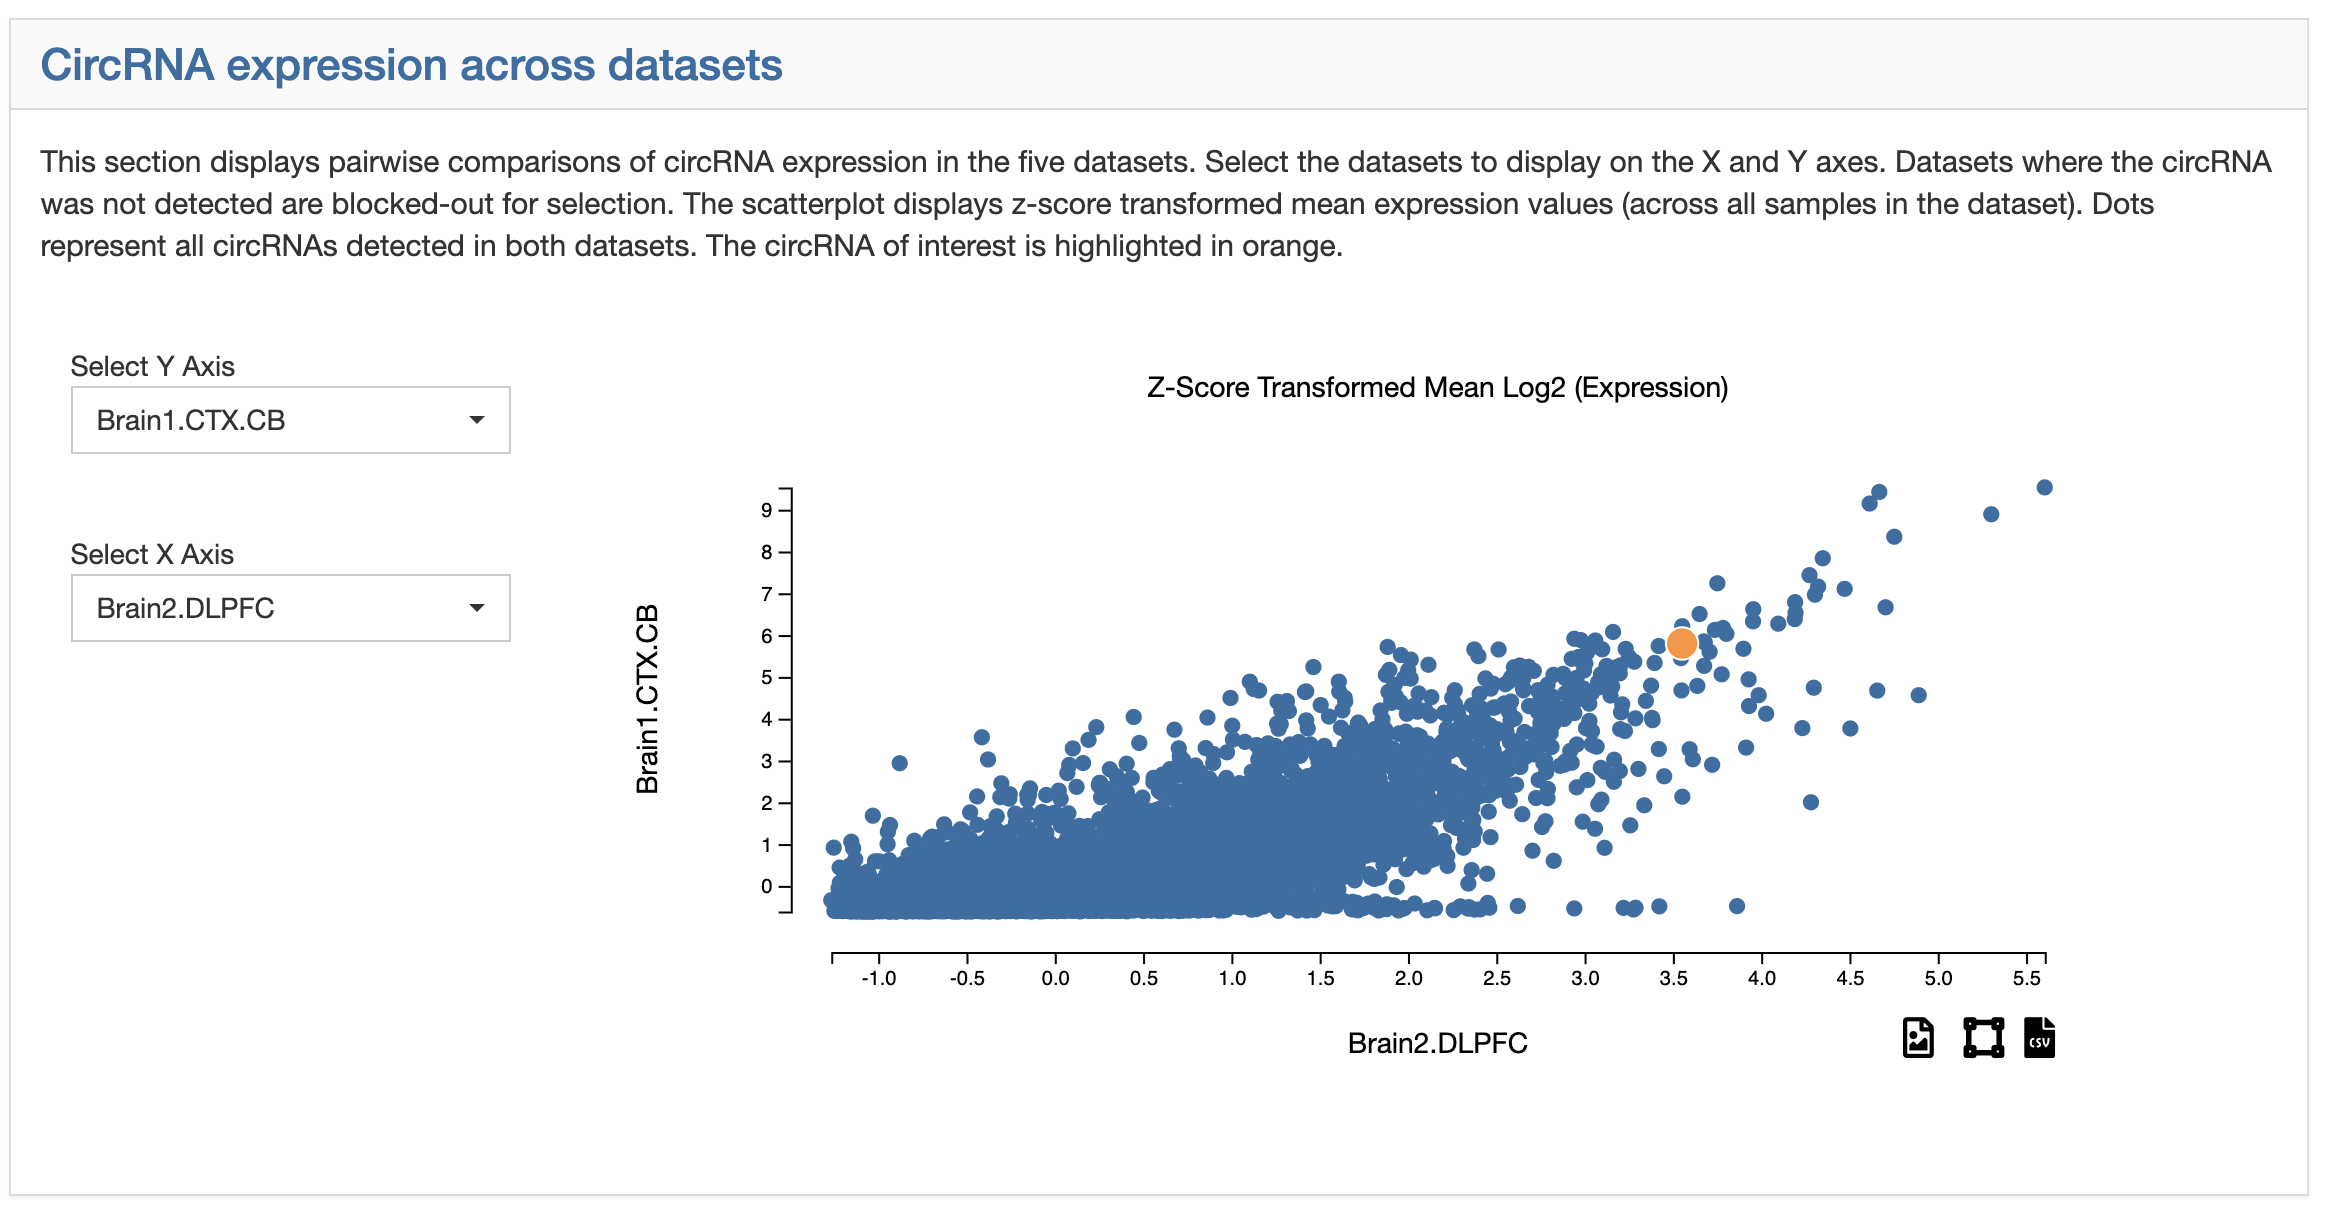 CircRNA expression across datasets
This section displays pairwise comparisons of circRNA expression in the five datasets. Select the datasets to display on the X and Y axes. Datasets where the circRNA
was not detected are blocked-out for selection. The scatterplot displays z-score transformed mean expression values (across all samples in the dataset). Dots
represent all circRNAs detected in both datasets. The circRNA of interest is highlighted in orange.
Select Y Axis
Brain1.CTX.CB
Select X Axis
Brain2.DLPFC
Z-Score Transformed Mean Log2 (Expression)
Brain1.CTX.CB
9
8
7
6
5
4
3
2
1
0
-1.0 -0.5 0.0 0.5 1.0 1.5 2.0 2.5 3.0 3.5 4.0 4.5 5.0 5.5
Brain2.DLPFC
CSV